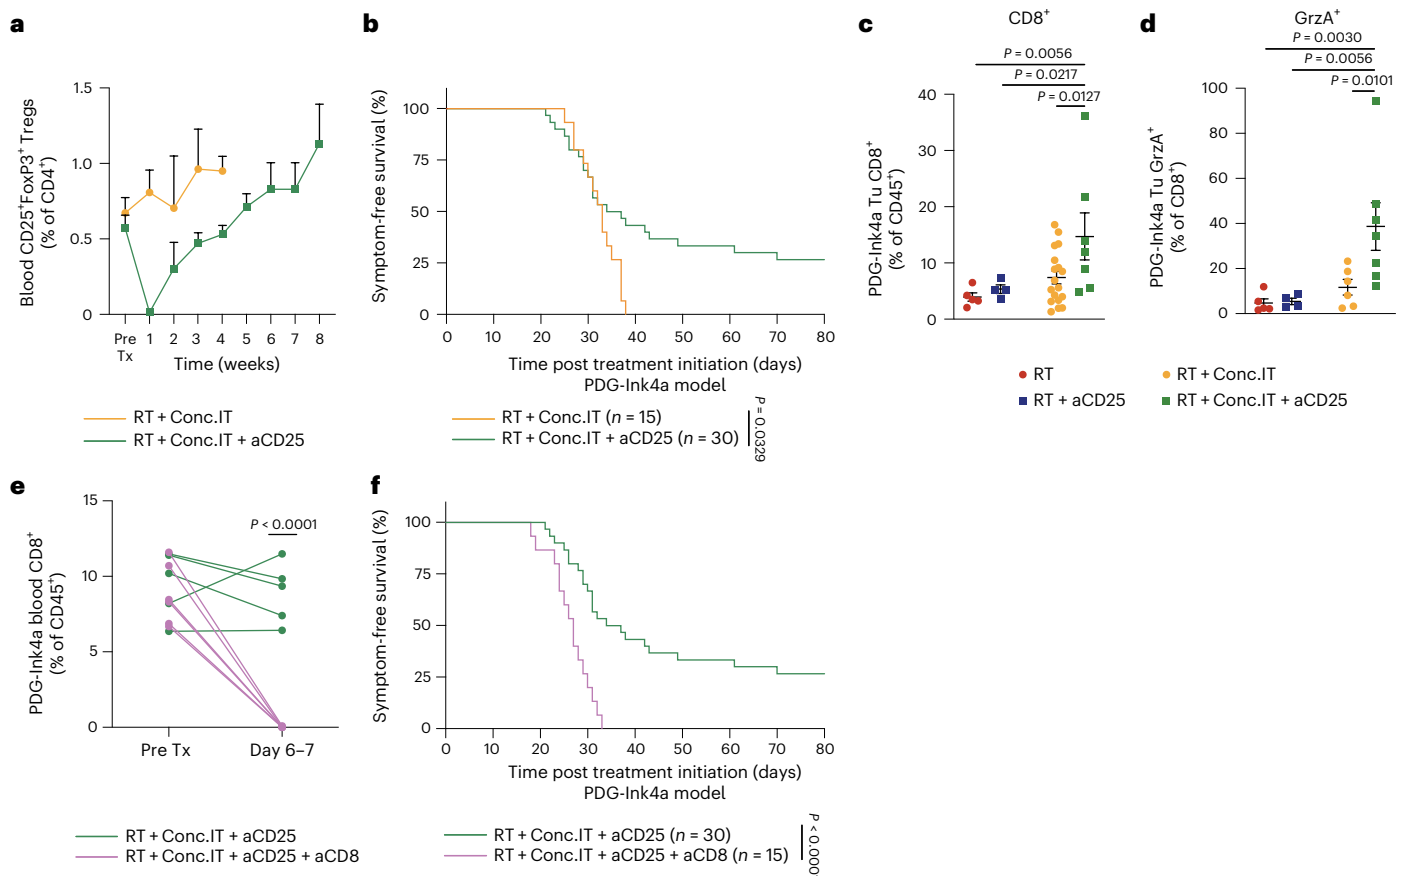 a
1.5
1.0
0.5
0
Blood CD25⁺FoxP3⁺ Tregs
(% of CD4⁺)
Pre
Tx
1 2 3 4 5 6 7 8
Time (weeks)
RT + Conc.IT
RT + Conc.IT + aCD25
b
100
75
50
25
0
Symptom-free survival (%)
0 10 20 30 40 50 60 70 80
Time post treatment initiation (days)
PDG-Ink4a model
RT + Conc.IT (n = 15)
RT + Conc.IT + aCD25 (n = 30)
P = 0.0329
c
CD8⁺
P = 0.0056
P = 0.0217
P = 0.0127
40
30
20
10
0
PDG-Ink4a Tu CD8⁺
(% of CD45⁺)
d
GrzA⁺
P = 0.0030
P = 0.0056
P = 0.0101
100
80
60
40
20
0
PDG-Ink4a Tu GrzA⁺
(% of CD8⁺)
RT
RT + Conc.IT
RT + aCD25
RT + Conc.IT + aCD25
e
15
10
5
0
PDG-Ink4a blood CD8⁺
(% of CD45⁺)
P < 0.0001
Pre Tx
Day 6–7
RT + Conc.IT + aCD25
RT + Conc.IT + aCD25 + aCD8
f
100
75
50
25
0
Symptom-free survival (%)
0 10 20 30 40 50 60 70 80
Time post treatment initiation (days)
PDG-Ink4a model
RT + Conc.IT + aCD25 (n = 30)
RT + Conc.IT + aCD25 + aCD8 (n = 15)
P < 0.000